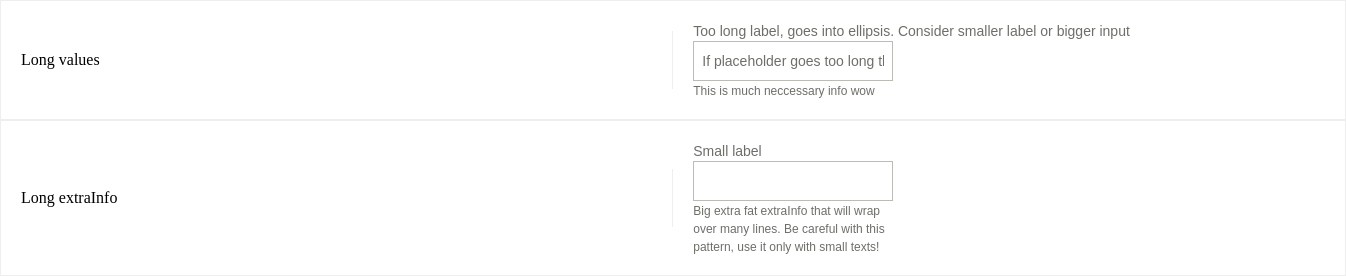 Too long label, goes into ellipsis. Consider smaller label or bigger input
Long values
If placeholder goes too long
This is much neccessary info wow
Small label
Long extraInfo
Big extra fat extraInfo that will wrap
over many lines. Be careful with this
pattern, use it only with small texts!